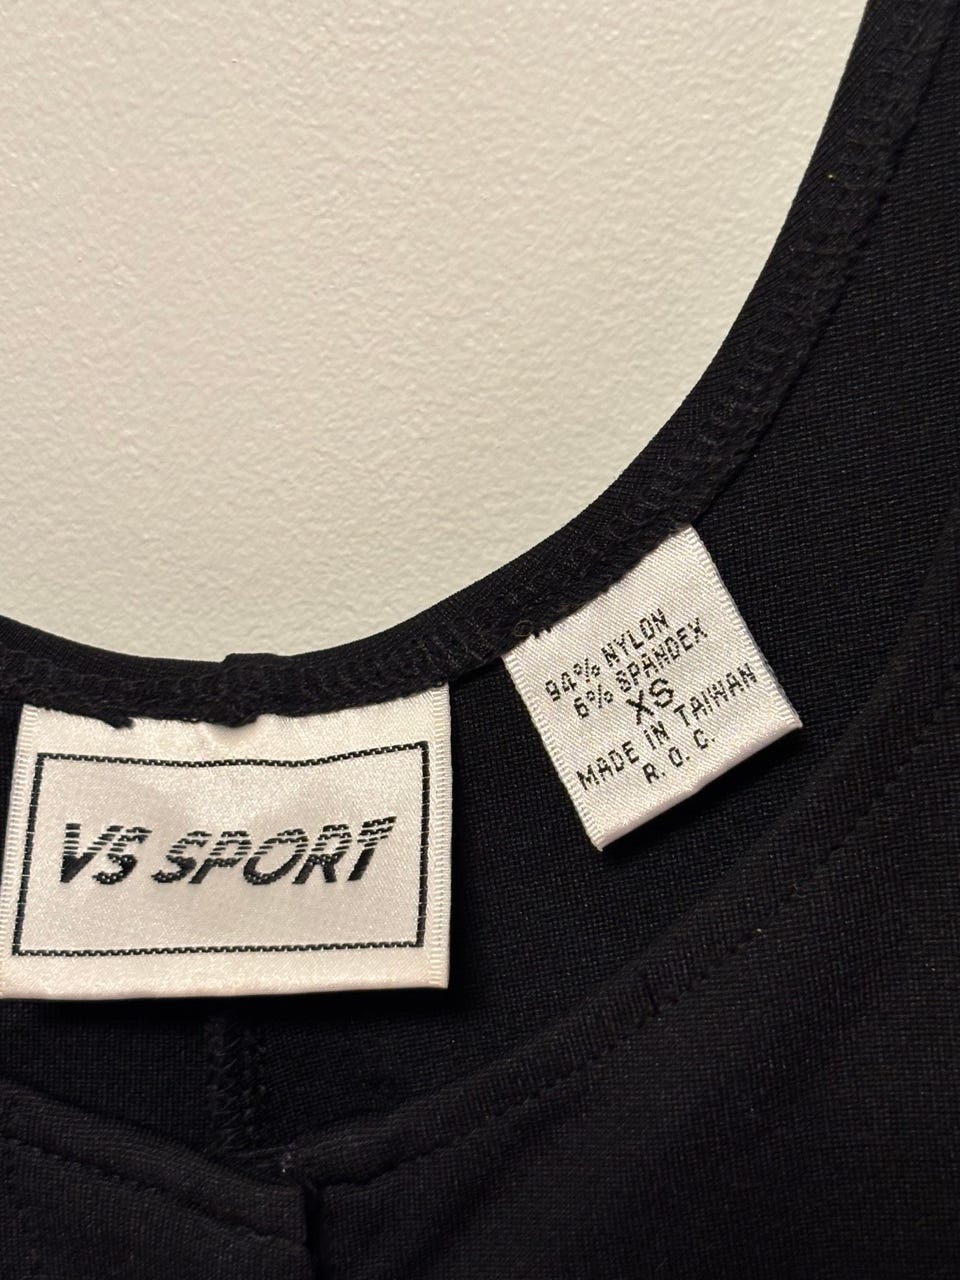 VS SPORT
94% NYLON
6% SPANDEX
XS
MADE IN TAIWAN
R. O. C.